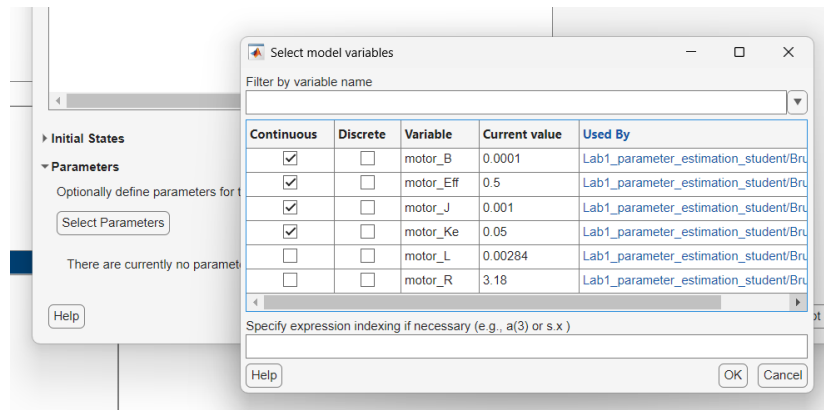 Select model variables
Filter by variable name
Continuous Discrete Variable Current value Used By
motor_B 0.0001 Lab1_parameter_estimation_student/Bru
motor_Eff 0.5 Lab1_parameter_estimation_student/Bru
motor_J 0.001 Lab1_parameter_estimation_student/Bru
motor_Ke 0.05 Lab1_parameter_estimation_student/Bru
motor_L 0.00284 Lab1_parameter_estimation_student/Bru
motor_R 3.18 Lab1_parameter_estimation_student/Bru
Specify expression indexing if necessary (e.g., a(3) or s.x )
Help OK Cancel
Initial States
Parameters
Optionally define parameters for t
Select Parameters
There are currently no paramet
Help